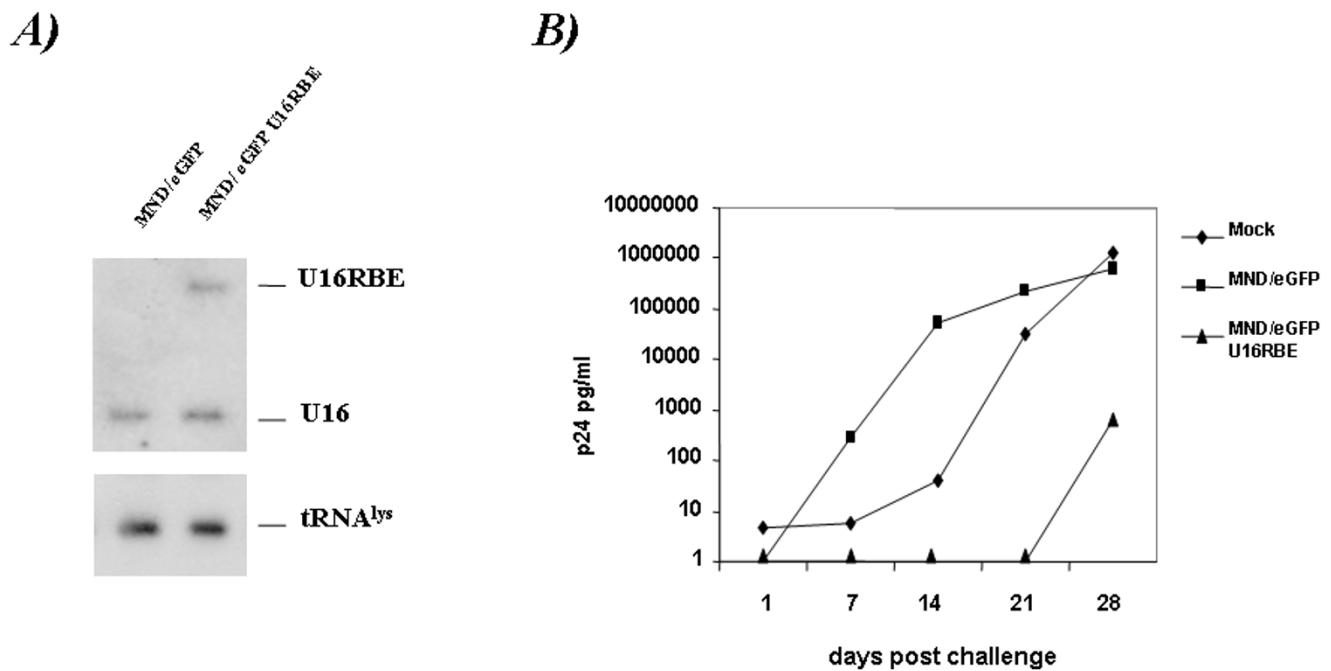 A)
MND/eGFP
MND/eGFP U16RBE
U16RBE
U16
tRNAlys
B)
p24 pg/ml
10000000
1000000
100000
10000
1000
100
10
1
1 7 14 21 28
days post challenge
Mock
MND/eGFP
MND/eGFP
U16RBE